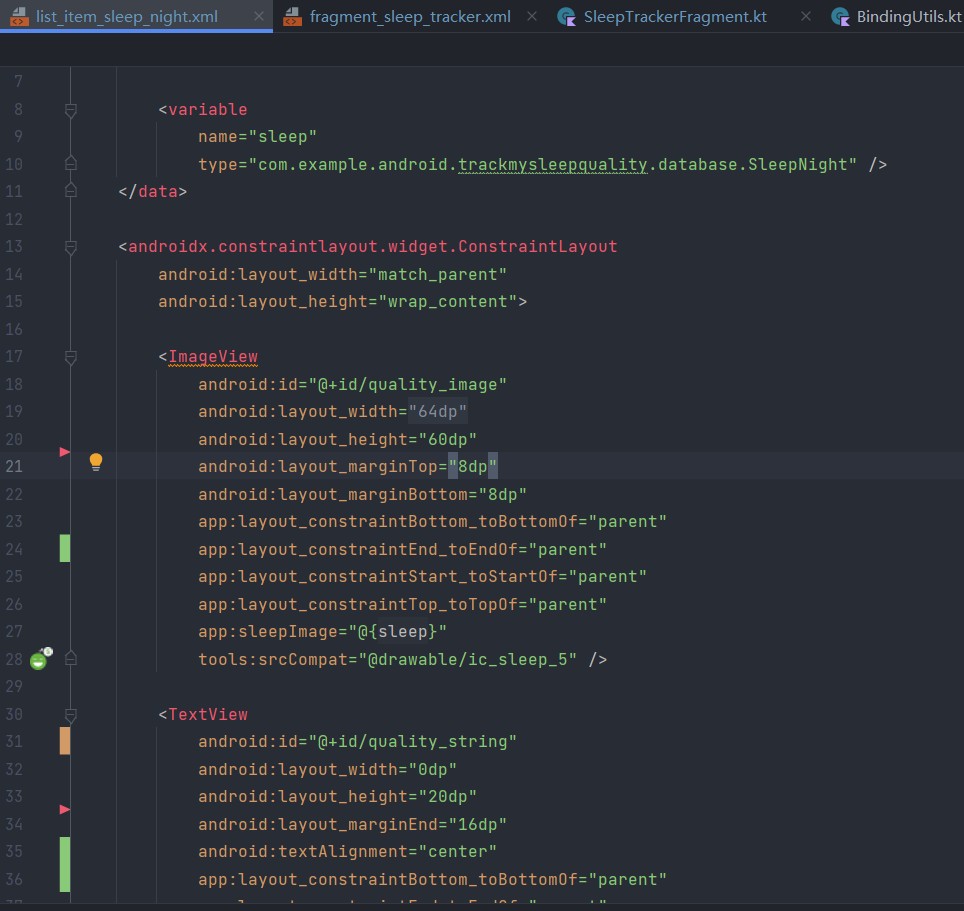 list_item_sleep_night.xml fragment_sleep_tracker.xml SleepTrackerFragment.kt BindingUtils.kt
7
8 <variable
9 name="sleep"
10 type="com.example.android.trackmysleepquality.database.SleepNight" />
11 </data>
12
13 <androidx.constraintlayout.widget.ConstraintLayout
14 android:layout_width="match_parent"
15 android:layout_height="wrap_content">
16
17 <ImageView
18 android:id="@+id/quality_image"
19 android:layout_width="64dp"
20 android:layout_height="60dp"
21 android:layout_marginTop="8dp"
22 android:layout_marginBottom="8dp"
23 app:layout_constraintBottom_toBottomOf="parent"
24 app:layout_constraintEnd_toEndOf="parent"
25 app:layout_constraintStart_toStartOf="parent"
26 app:layout_constraintTop_toTopOf="parent"
27 app:sleepImage="@{sleep}"
28 tools:srcCompat="@drawable/ic_sleep_5" />
29
30 <TextView
31 android:id="@+id/quality_string"
32 android:layout_width="0dp"
33 android:layout_height="20dp"
34 android:layout_marginEnd="16dp"
35 android:textAlignment="center"
36 app:layout_constraintBottom_toBottomOf="parent"